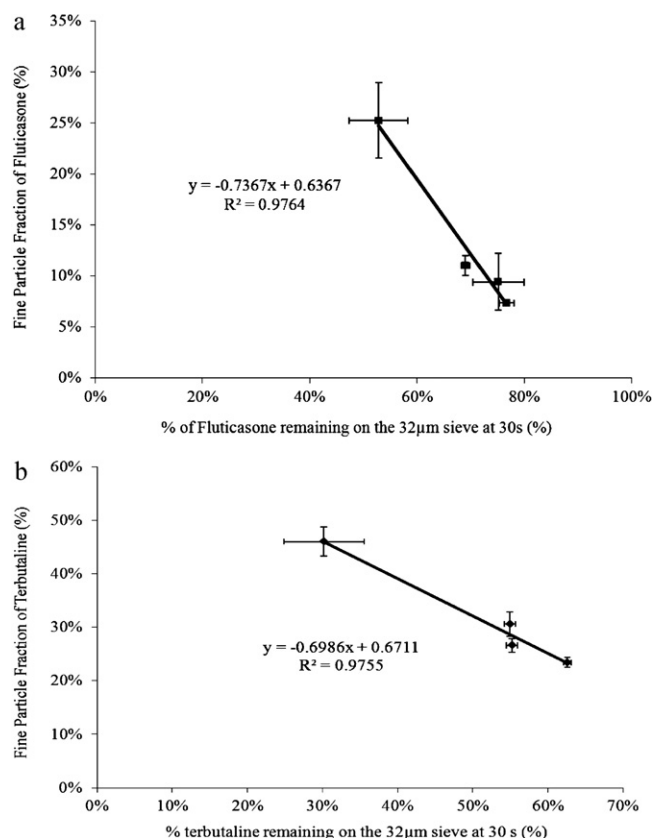 a
35%
30%
25%
20%
15%
10%
5%
0%
Fine Particle Fraction of Fluticasone (%)
y = -0.7367x + 0.6367
R² = 0.9764
0% 20% 40% 60% 80% 100%
% of Fluticasone remaining on the 32µm sieve at 30s (%)
b
60%
50%
40%
30%
20%
10%
0%
Fine Particle Fraction of Terbutaline (%)
y = -0.6986x + 0.6711
R² = 0.9755
0% 10% 20% 30% 40% 50% 60% 70%
% terbutaline remaining on the 32µm sieve at 30 s (%)